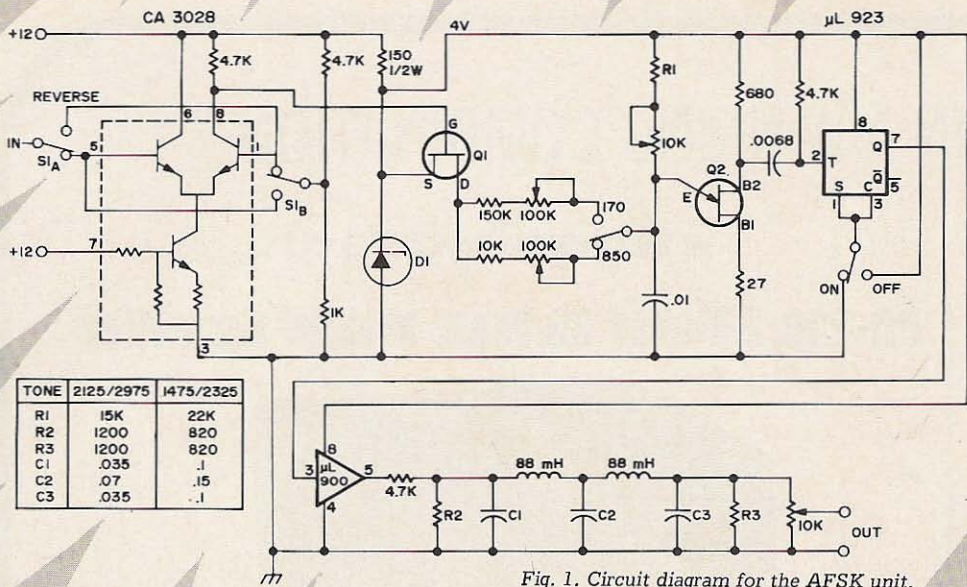 CA 3028
μL 923
+12
4V
4.7K
4.7K
150
1/2W
R1
680
4.7K
REVERSE
6
8
8
7
G
Q1
10K
.0068
2
T
Q
IN
5
1
S1A
S
D
Q2
B2
Q̅
5
S
C
1
3
150K
100K
170
E
S1B
B1
+12
7
10K
100K
850
D1
27
ON
OFF
1K
.01
3
TONE 2125/2975 1475/2325
R1 15K 22K
R2 1200 820
R3 1200 820
C1 .035 .1
C2 .07 .15
C3 .035 .1
8
88 mH
88 mH
3
μL
900
5
4
4.7K
R2
C1
C2
C3
R3
10K
OUT
Fig. 1. Circuit diagram for the AFSK unit.